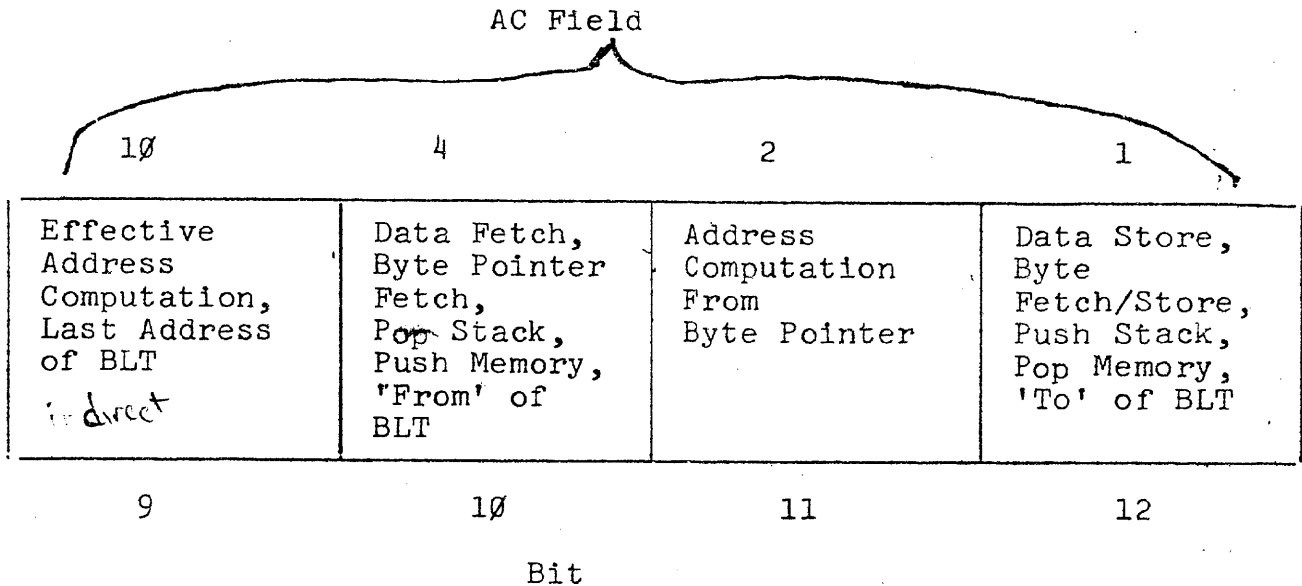 AC Field
1Ø 4 2 1
Effective
Address
Computation,
Last Address
of BLT
indirect
Data Fetch,
Byte Pointer
Fetch,
Pop Stack,
Push Memory,
"From' of
BLT
Address
Computation
From
Byte Pointer
Data Store,
Byte
Fetch/Store,
Push Stack,
Pop Memory,
'To' of BLT
9 1Ø 11 12
Bit